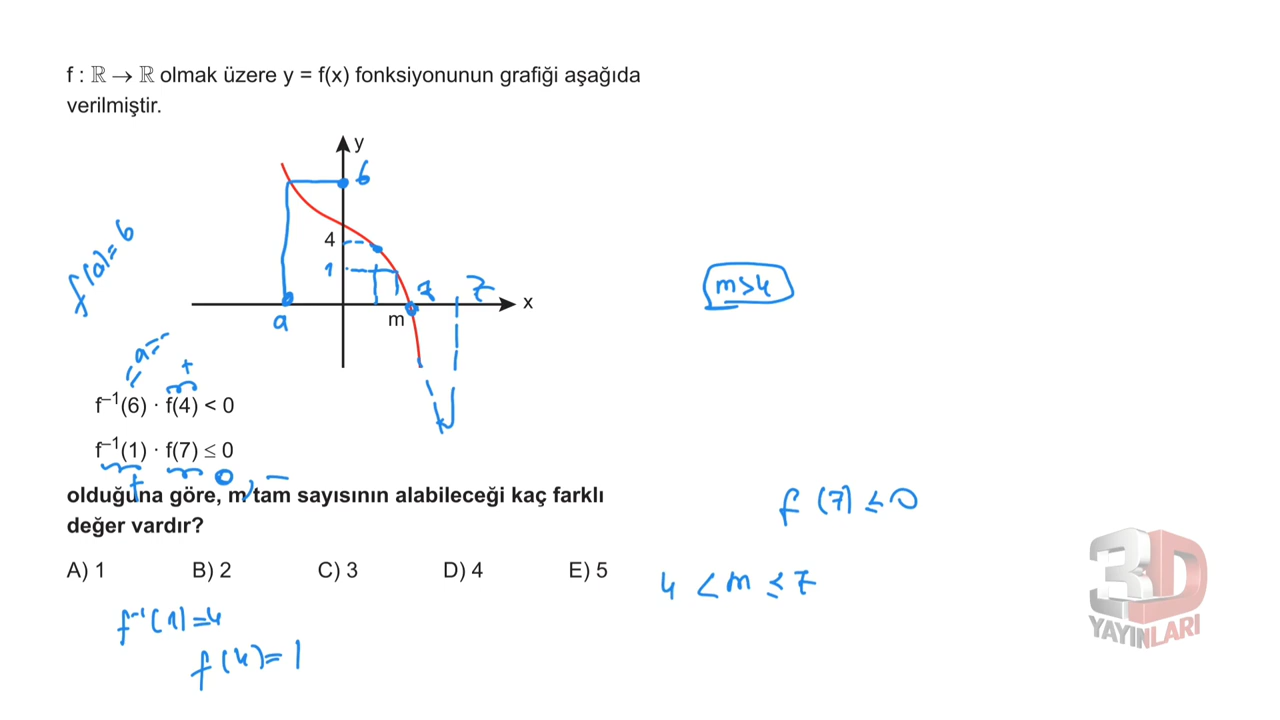 f : ℝ → ℝ olmak üzere y = f(x) fonksiyonunun grafiği aşağıda
verilmiştir.
y
6
4
1
7
7
x
m
a
f(a)=6
m>4
a=-
+
f⁻¹(6) · f(4) < 0
f⁻¹(1) · f(7) ≤ 0
+ 0, -
olduğuna göre, m tam sayısının alabileceği kaç farklı
değer vardır?
f(7) ≤ 0
A) 1 B) 2 C) 3 D) 4 E) 5
4 < m ≤ 7
f⁻¹(1)=4
f(4)=1
3D
YAYINLARI